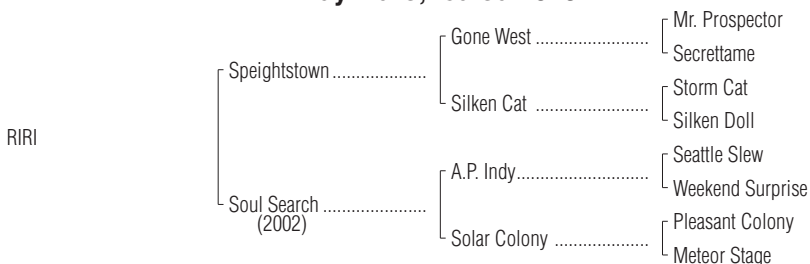 Mr. Prospector
Gone West ........................
Secrettame
Speightstown ....................
Storm Cat
Silken Cat ........................
Silken Doll
RIRI
Seattle Slew
A.P. Indy............................
Weekend Surprise
Soul Search ......................
(2002)
Pleasant Colony
Solar Colony ....................
Meteor Stage